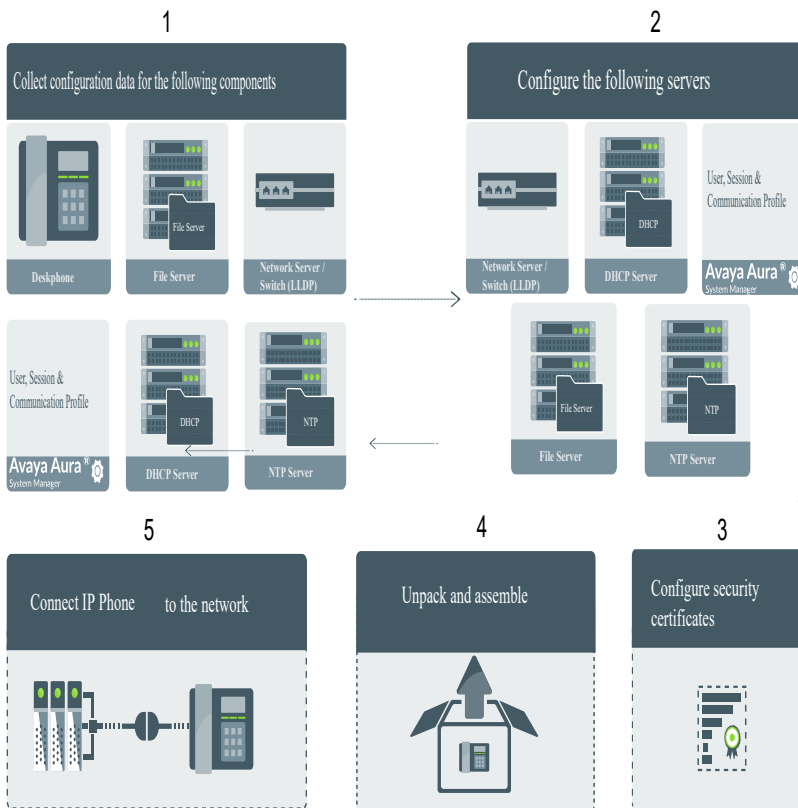 1
Collect configuration data for the following components
File Server
Deskphone
File Server
Network Server /
Switch (LLDP)
User, Session &
Communication Profile
Avaya Aura ®
System Manager
DHCP
DHCP Server
NTP
NTP Server
2
Configure the following servers
Network Server /
Switch (LLDP)
DHCP
DHCP Server
User, Session &
Communication Profile
Avaya Aura ®
System Manager
File Server
File Server
NTP
NTP Server
3
Configure security
certificates
4
Unpack and assemble
5
Connect IP Phone to the network